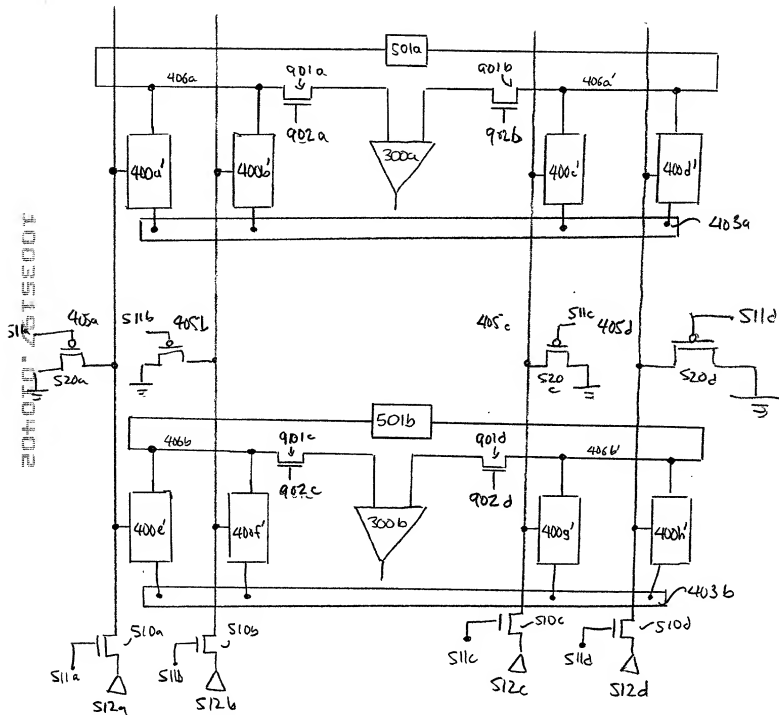 501a
406a
901a
901b
406a'
902a
902b
300a
400a'
400b'
400c'
400d'
403a
511a
405a
511b
405b
405c
511c
405d
511d
520a
520c
520d
501b
406b
901c
901d
406b'
902c
902d
300b
400e'
400f'
400g'
400h'
403b
510a
510b
510c
510d
511a
511b
511c
511d
512a
512b
512c
512d